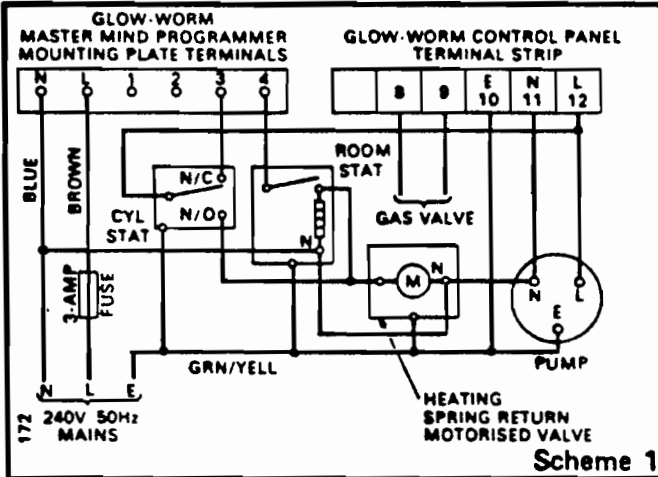 GLOW-WORM
MASTER MIND PROGRAMMER
MOUNTING PLATE TERMINALS
GLOW-WORM CONTROL PANEL
TERMINAL STRIP
N L 1 2 3 4
8 9 E 10 N 11 L 12
BLUE
BROWN
N/C
N/O
CYL
STAT
ROOM
STAT
N
GAS VALVE
3-AMP
FUSE
M
N
N
L
E
PUMP
GRN/YELL
N L E
240V 50Hz
MAINS
172
HEATING
SPRING RETURN
MOTORISED VALVE
Scheme 1